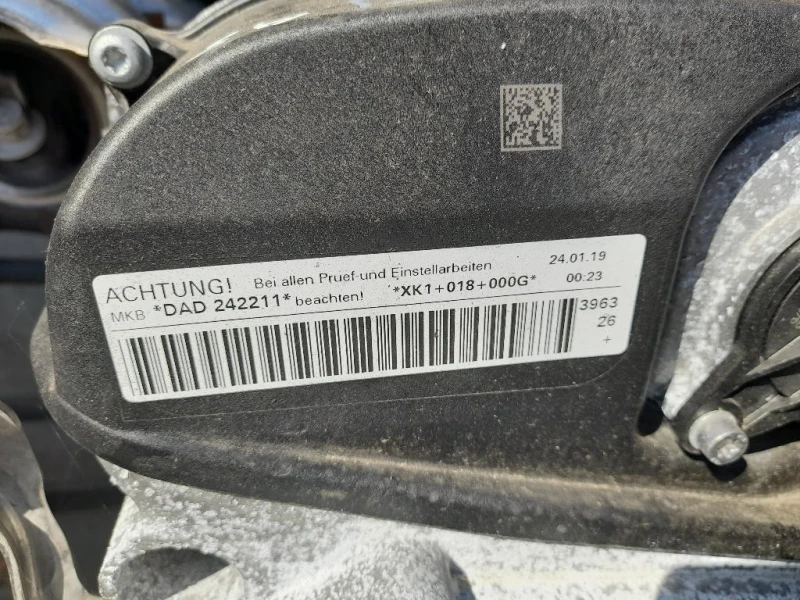 ACHTUNG! Bei allen Pruef-und Einstellarbeiten 24.01.19
MKB *DAD 242211* beachten! *XK1+018+000G* 00:23
3963
26
+